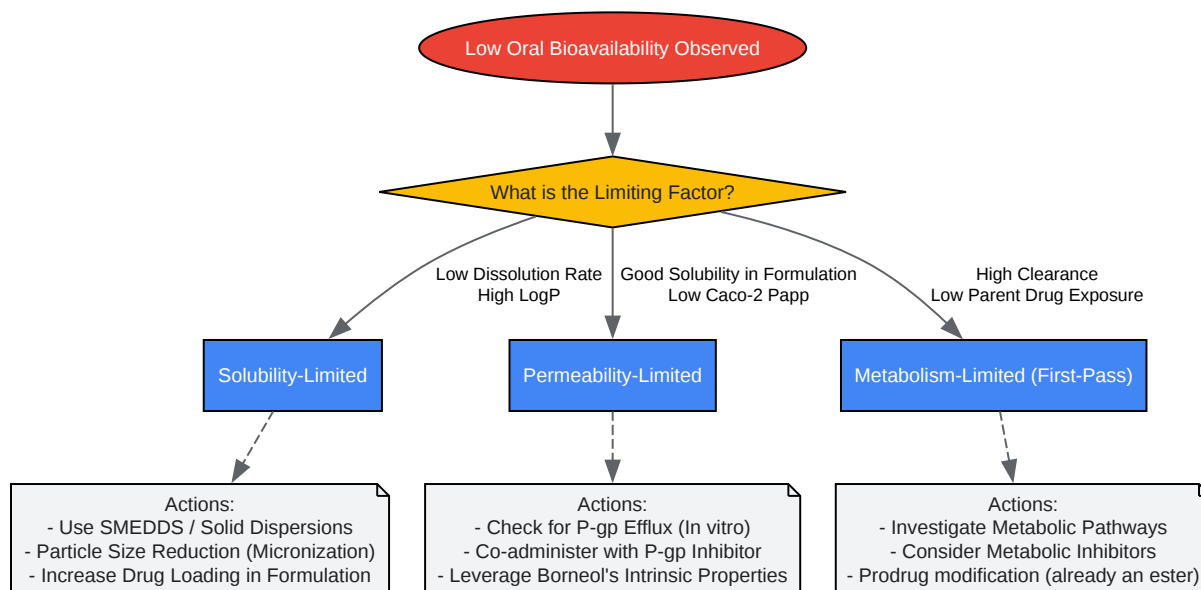 Low Oral Bioavailability Observed
What is the Limiting Factor?
Low Dissolution Rate
High LogP
Good Solubility in Formulation
Low Caco-2 Papp
High Clearance
Low Parent Drug Exposure
Solubility-Limited
Permeability-Limited
Metabolism-Limited (First-Pass)
Actions:
- Use SMEDDS / Solid Dispersions
- Particle Size Reduction (Micronization)
- Increase Drug Loading in Formulation
Actions:
- Check for P-gp Efflux (In vitro)
- Co-administer with P-gp Inhibitor
- Leverage Borneol's Intrinsic Properties
Actions:
- Investigate Metabolic Pathways
- Consider Metabolic Inhibitors
- Prodrug modification (already an ester)